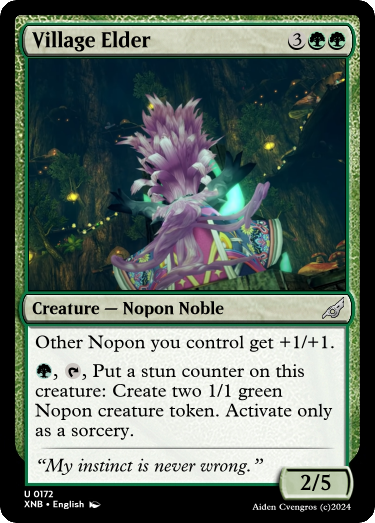 Village Elder 3
Creature — Nopon Noble
Other Nopon you control get +1/+1.
, , Put a stun counter on this
creature: Create two 1/1 green
Nopon creature token. Activate only
as a sorcery.
“My instinct is never wrong.”
2/5
U 0172
XNB • English
Aiden Cvengros (c)2024